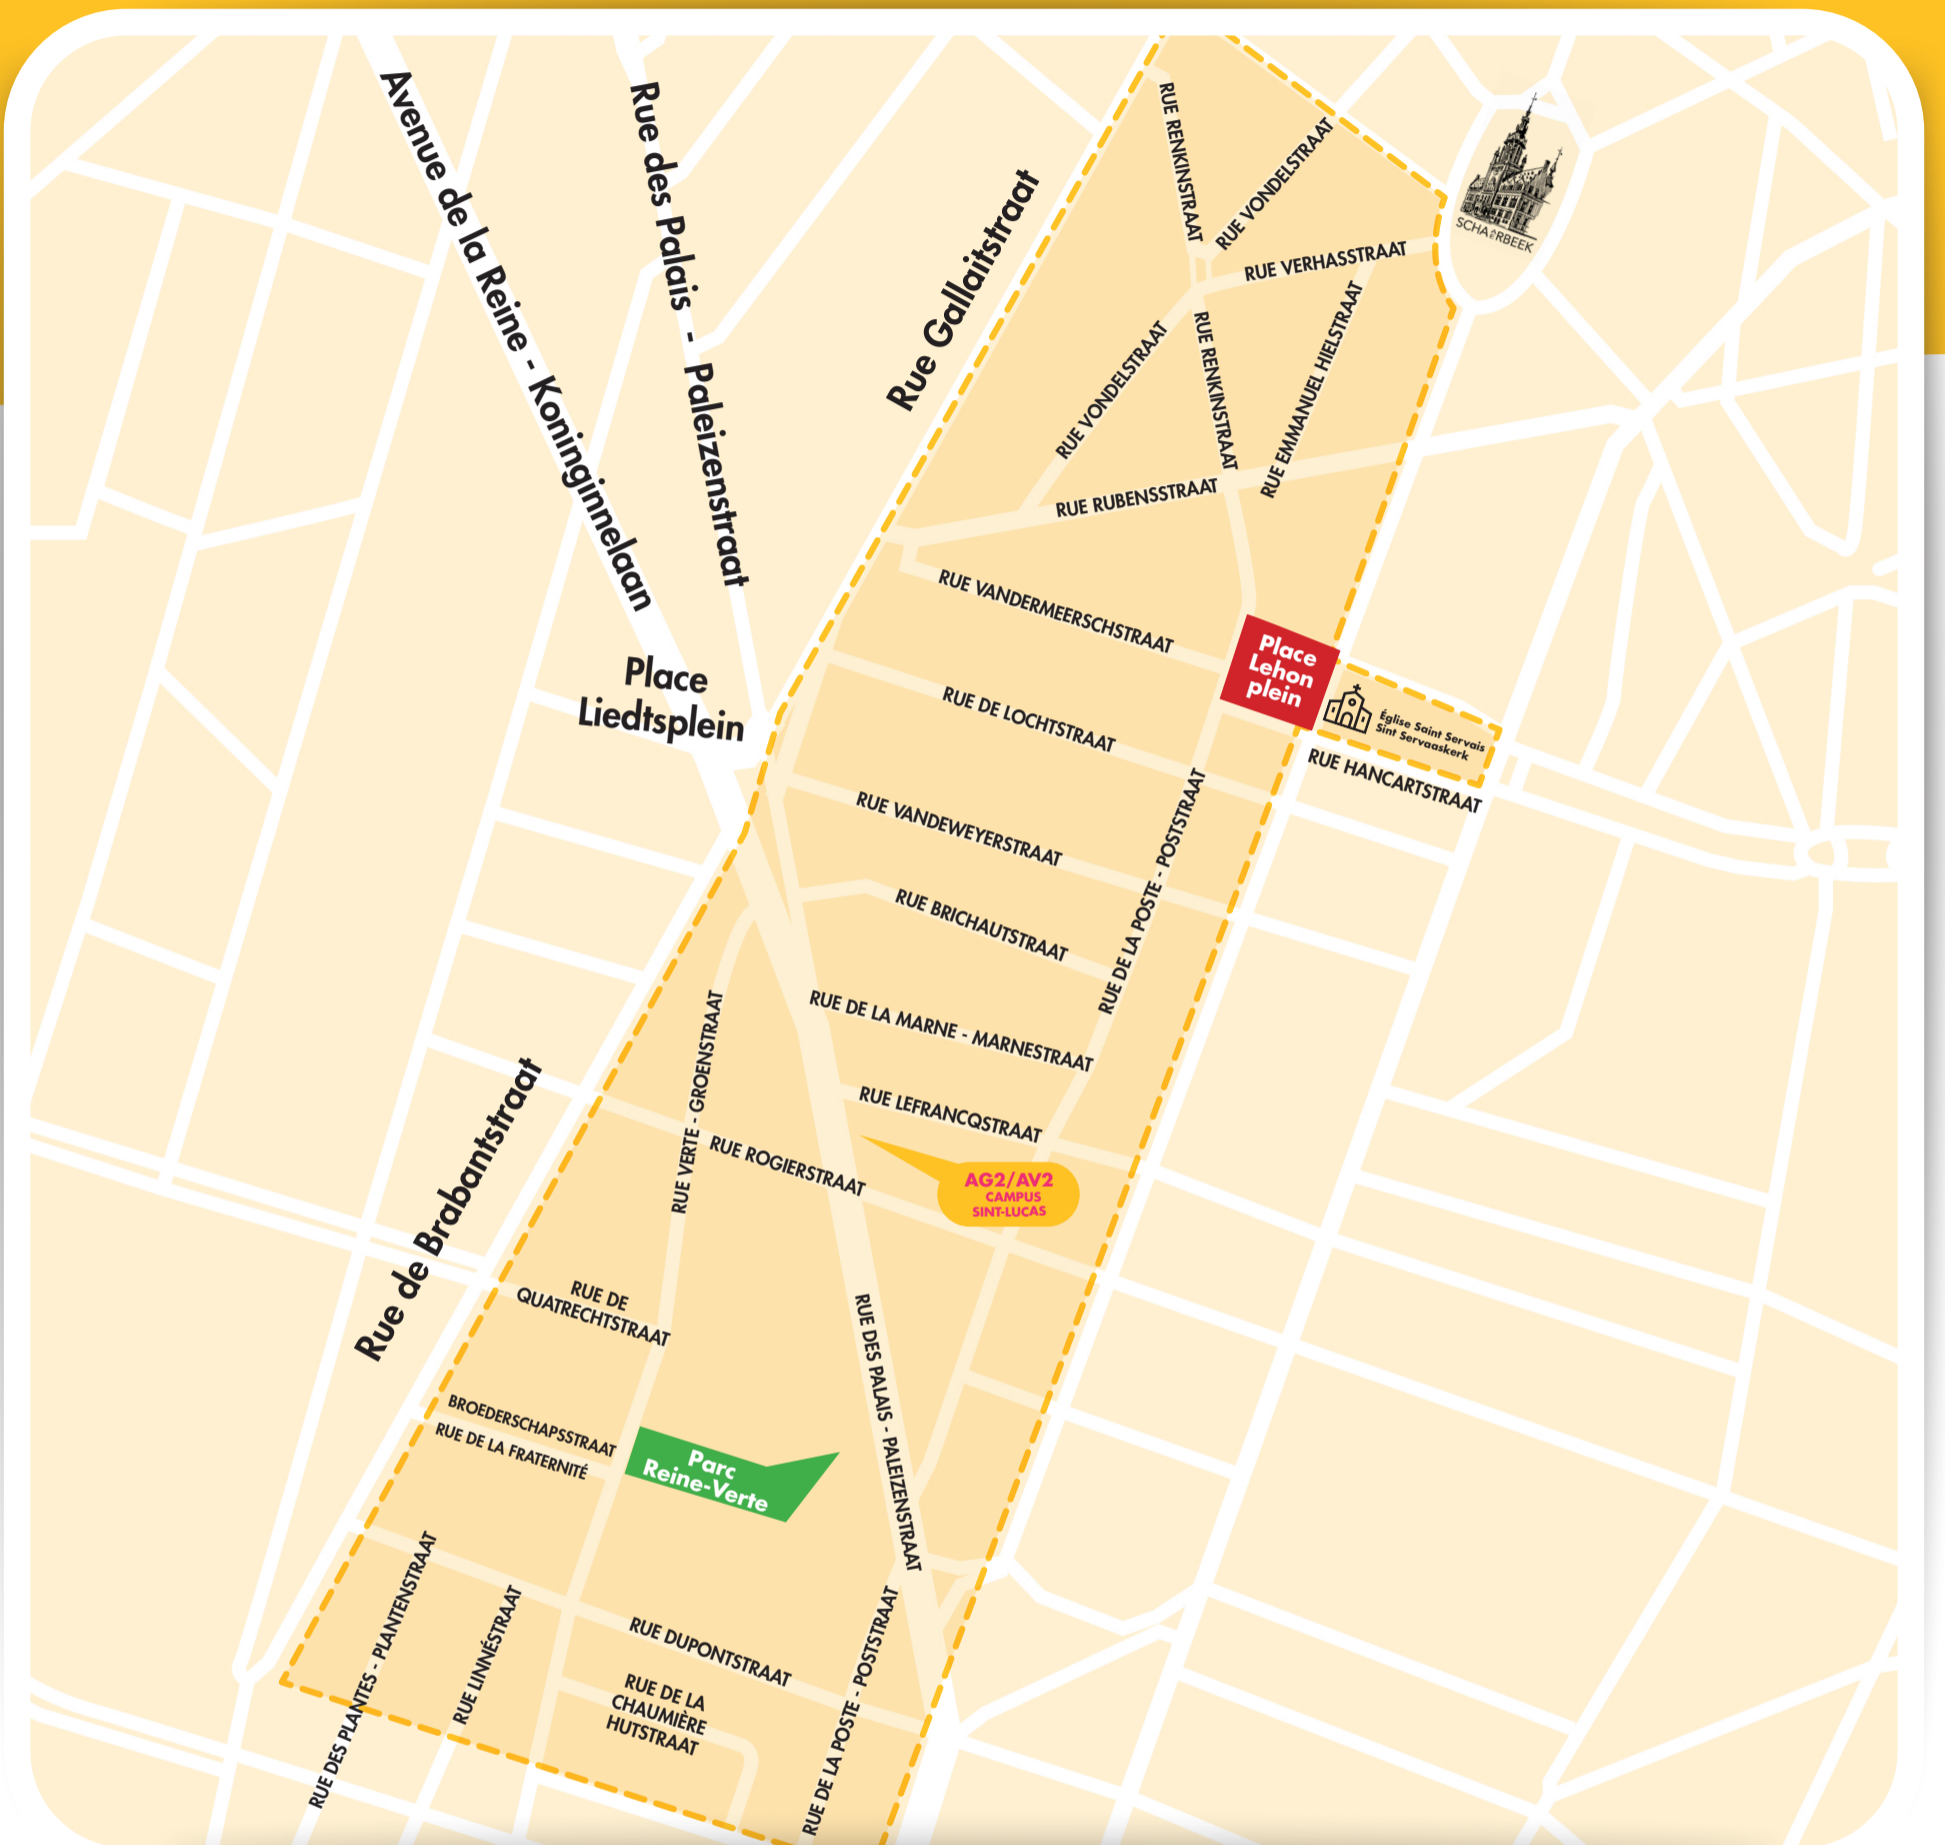 Avenue de la Reine - Koninginnelaan
Rue des Palais - Paleizenstraat
Rue Gallaitstraat
RUE RENKINSTRAAT
RUE VONDELSTRAAT
SCHAERBEEK
RUE VERHASSTRAAT
RUE VONDELSTRAAT
RUE RENKINSTRAAT
RUE EMMANUEL HIELSTRAAT
RUE RUBENSSTRAAT
RUE VANDERMEERSCHSTRAAT
Place
Lehon
plein
Place
Liedtsplein
RUE DE LOCHTSTRAAT
Église Saint Servais
Sint Servaaskerk
RUE HANCARTSTRAAT
RUE VANDEWEYERSTRAAT
RUE DE LA POSTE - POSTSTRAAT
RUE BRICHAUTSTRAAT
RUE DE LA MARNE - MARNESTRAAT
RUE VERTE - GROENSTRAAT
RUE LEFRANCQSTRAAT
Rue de Brabantstraat
RUE ROGIERSTRAAT
AG2/AV2
CAMPUS
SINT-LUCAS
RUE DE
QUATRECHTSTRAAT
RUE DES PALAIS - PALEIZENSTRAAT
BROEDERSCHAPSSTRAAT
RUE DE LA FRATERNITÉ
Parc
Reine-Verte
RUE DES PLANTES - PLANTENSTRAAT
RUE LINNÉSTRAAT
RUE DUPONTSTRAAT
RUE DE LA
CHAUMIÈRE
HUTSTRAAT
RUE DE LA POSTE - POSTSTRAAT